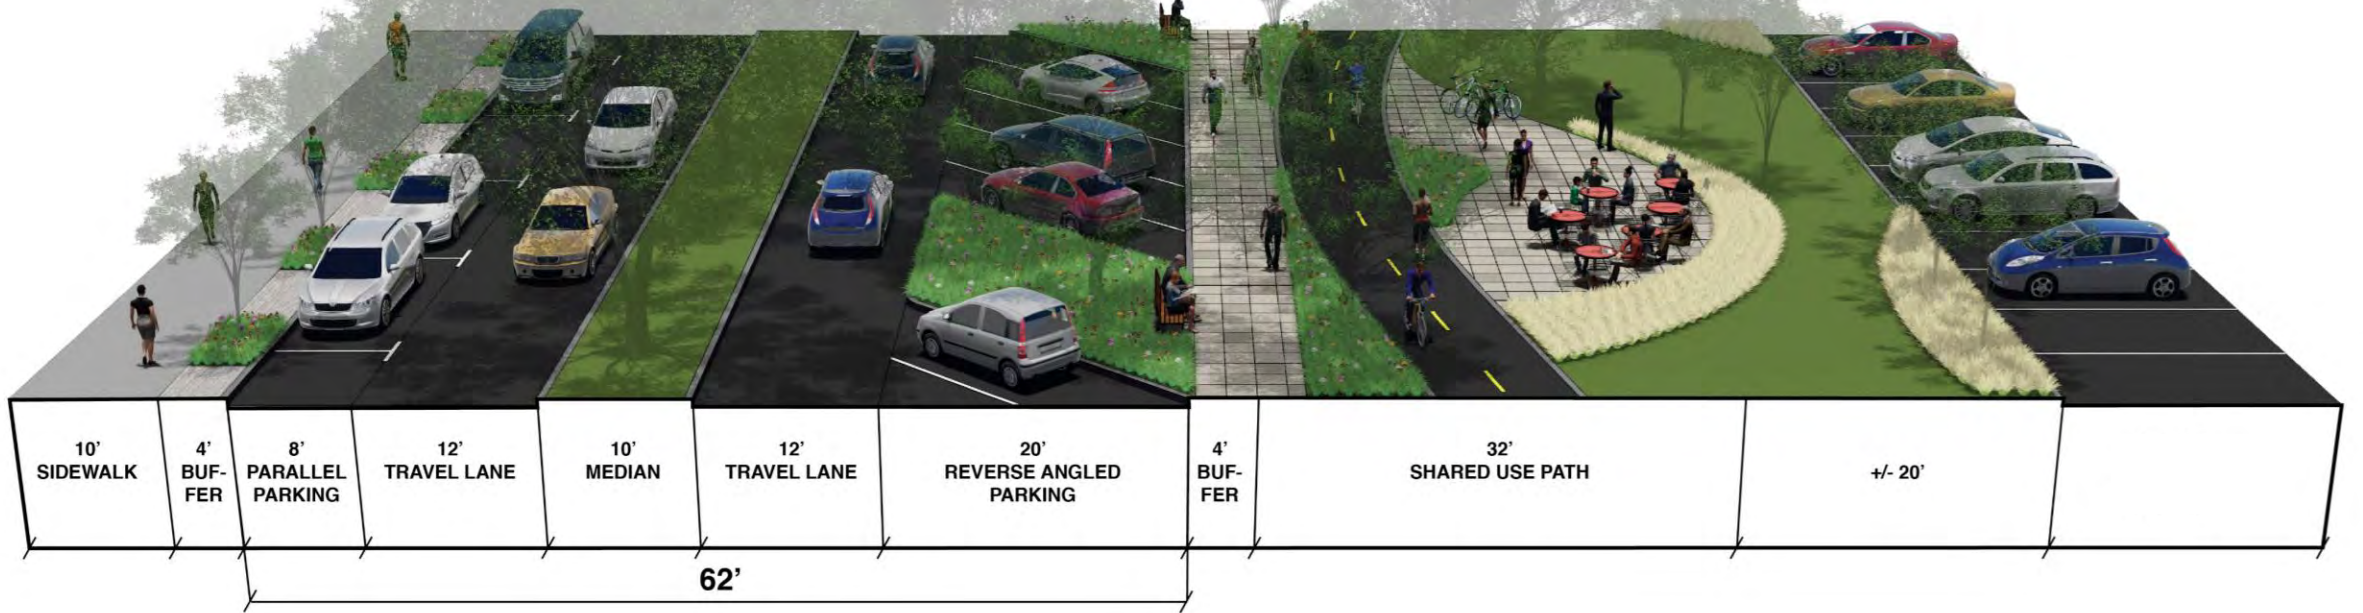 10’
SIDEWALK
4’
BUF-
FER
8’
PARALLEL
PARKING
12’
TRAVEL LANE
10’
MEDIAN
12’
TRAVEL LANE
20’
REVERSE ANGLED
PARKING
4’
BUF-
FER
32’
SHARED USE PATH
+/- 20’
62’